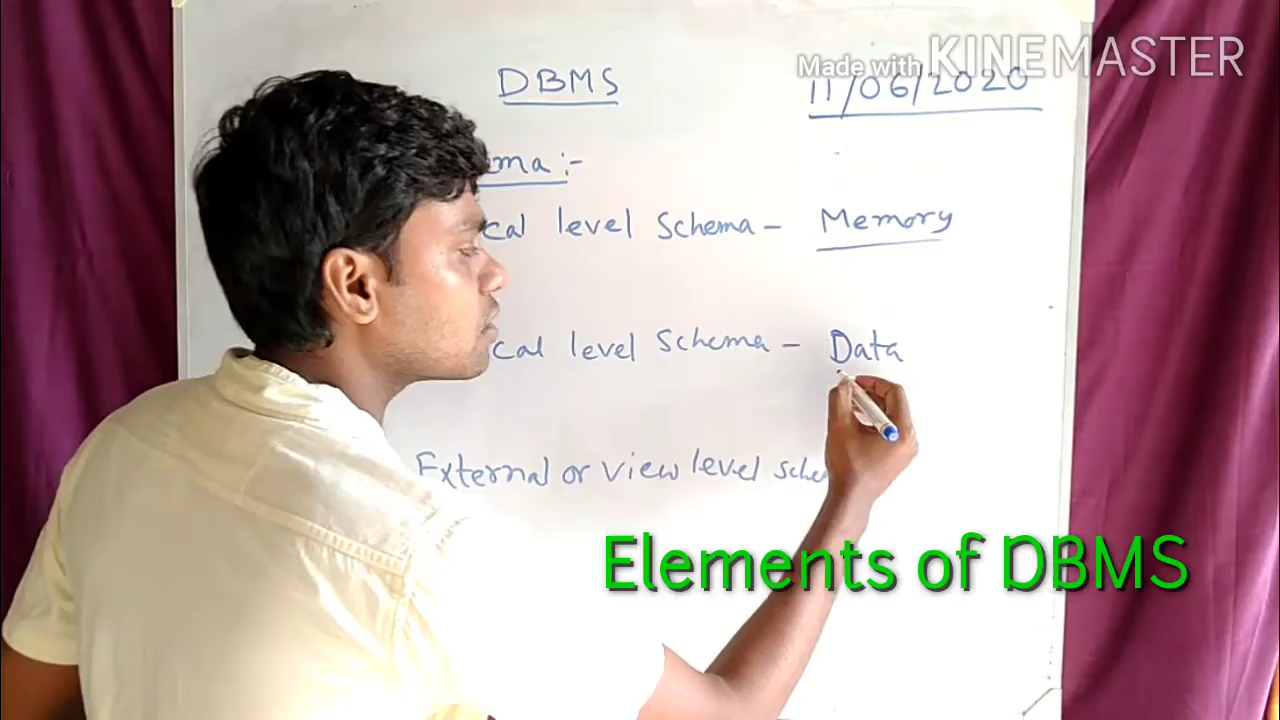 Made with KINEMASTER
DBMS 11/06/2020
ema :-
cal level Schema - Memory
cal level Schema - Data
External or view level sche
Elements of DBMS